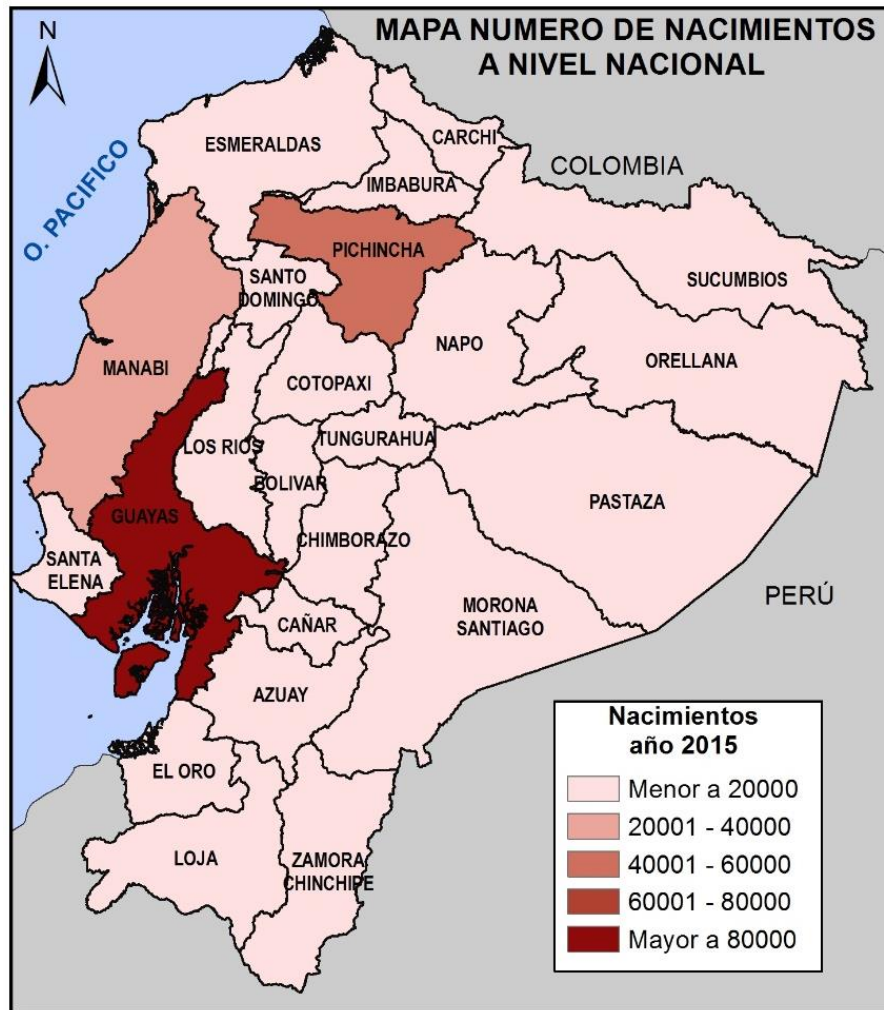 MAPA NUMERO DE NACIMIENTOS
A NIVEL NACIONAL
N
O. PACIFICO
COLOMBIA
PERÚ
ESMERALDAS
CARCHI
IMBABURA
PICHINCHA
SANTO
DOMINGO
SUCUMBIOS
NAPO
ORELLANA
MANABI
COTOPAXI
TUNGURAHUA
LOS RIOS
BOLIVAR
PASTAZA
GUAYAS
CHIMBORAZO
SANTA
ELENA
MORONA
SANTIAGO
CAÑAR
AZUAY
EL ORO
LOJA
ZAMORA
CHINCHIPE
Nacimientos
año 2015
Menor a 20000
20001 - 40000
40001 - 60000
60001 - 80000
Mayor a 80000